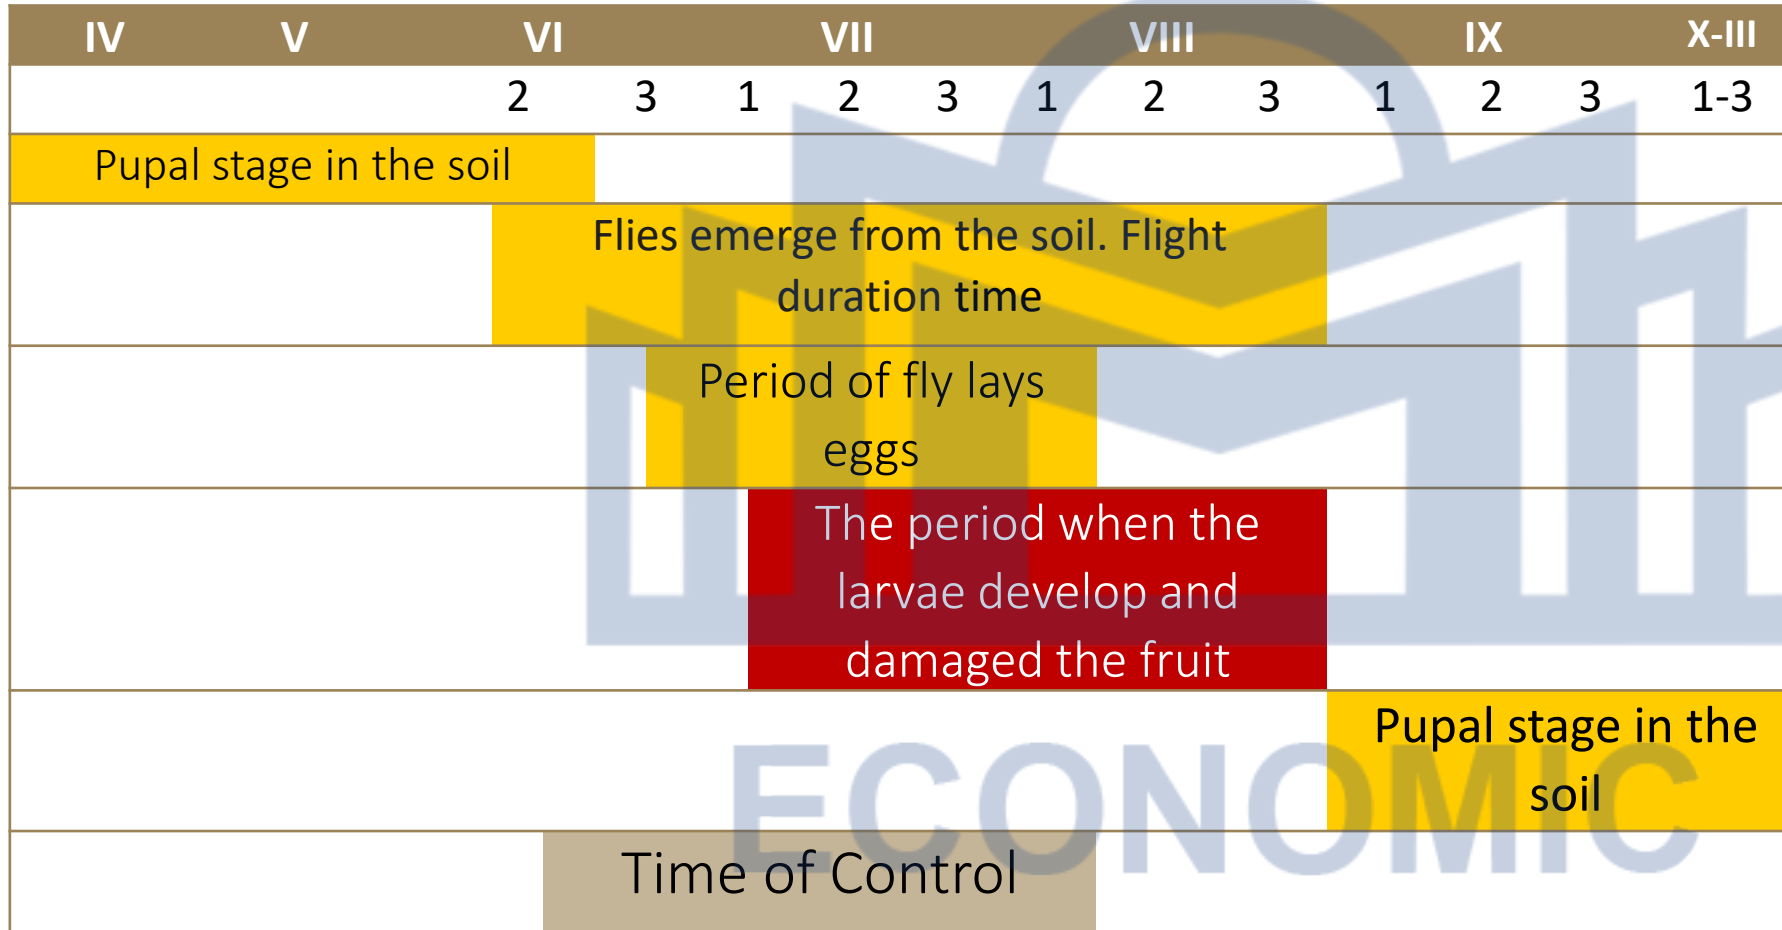 IV V VI VII VIII IX X-III
2 3 1 2 3 1 2 3 1 2 3 1-3
Pupal stage in the soil
Flies emerge from the soil. Flight
duration time
Period of fly lays
eggs
The period when the
larvae develop and
damaged the fruit
Pupal stage in the
soil
Time of Control
ECONOMIC